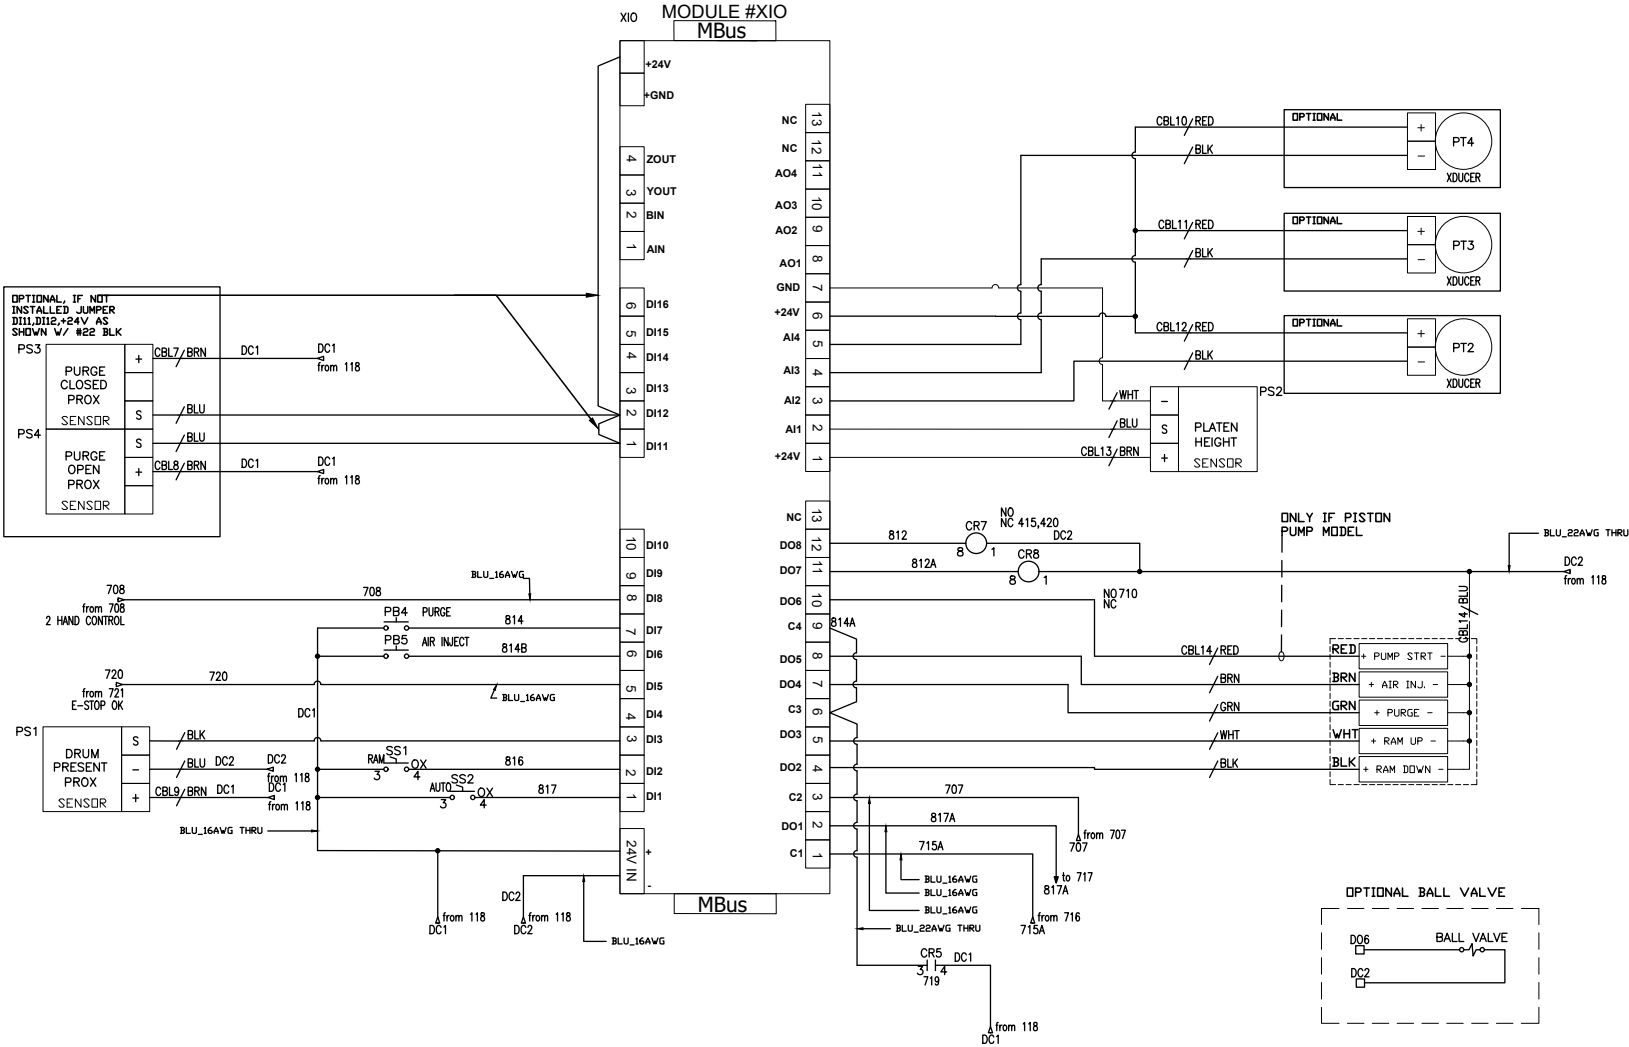 XIO
MODULE #XIO
MBus
+24V
+GND
4 ZOUT
3 YOUT
2 BIN
1 AIN
6 DI16
5 DI15
4 DI14
3 DI13
2 DI12
1 DI11
10 DI10
9 DI9
8 DI8
7 DI7
6 DI6
5 DI5
4 DI4
3 DI3
2 DI2
1 DI1
24V IN
+
-
MBus
NC 13
NC 12
AO4 11
AO3 10
AO2 9
AO1 8
GND 7
+24V 6
AI4 5
AI3 4
AI2 3
AI1 2
+24V 1
NC 13
DO8 12
DO7 11
DO6 10
C4 9
DO5 8
DO4 7
C3 6
DO3 5
DO2 4
C2 3
DO1 2
C1 1
OPTIONAL, IF NOT
INSTALLED JUMPER
DI11,DI12,+24V AS
SHOWN W/ #22 BLK
PS3
PURGE
CLOSED
PROX
SENSOR
+
S
CBL7/BRN
DC1
DC1
from 118
BLU
PS4
PURGE
OPEN
PROX
SENSOR
S
+
BLU
CBL8/BRN
DC1
DC1
from 118
BLU_16AWG
708
from 708
2 HAND CONTROL
708
PB4
PURGE
814
PB5
AIR INJECT
814B
720
from 721
E-STOP OK
720
BLU_16AWG
DC1
PS1
DRUM
PRESENT
PROX
SENSOR
S
-
+
BLK
BLU
DC2
DC2
from 118
CBL9/BRN
DC1
DC1
from 118
RAM
SS1
OX
3
4
816
AUTO
SS2
OX
3
4
817
BLU_16AWG THRU
from 118
DC1
DC2
from 118
DC2
BLU_16AWG
CBL10/RED
BLK
OPTIONAL
+
-
PT4
XDUCER
CBL11/RED
BLK
OPTIONAL
+
-
PT3
XDUCER
CBL12/RED
BLK
OPTIONAL
+
-
PT2
XDUCER
PS2
WHT
BLU
CBL13/BRN
-
S
+
PLATEN
HEIGHT
SENSOR
812
CR7
8
1
NO
NC 415,420
DC2
812A
CR8
8
1
NO 710
NC
ONLY IF PISTON
PUMP MODEL
BLU_22AWG THRU
DC2
from 118
CBL14/BLU
814A
CBL14/RED
BRN
GRN
WHT
BLK
RED
+ PUMP STRT -
BRN
+ AIR INJ. -
GRN
+ PURGE -
WHT
+ RAM UP -
BLK
+ RAM DOWN -
707
from 707
707
817A
to 717
817A
715A
from 716
715A
BLU_16AWG
BLU_16AWG
BLU_16AWG
BLU_22AWG THRU
CR5
3
4
719
DC1
from 118
DC1
OPTIONAL BALL VALVE
DO6
BALL VALVE
DC2